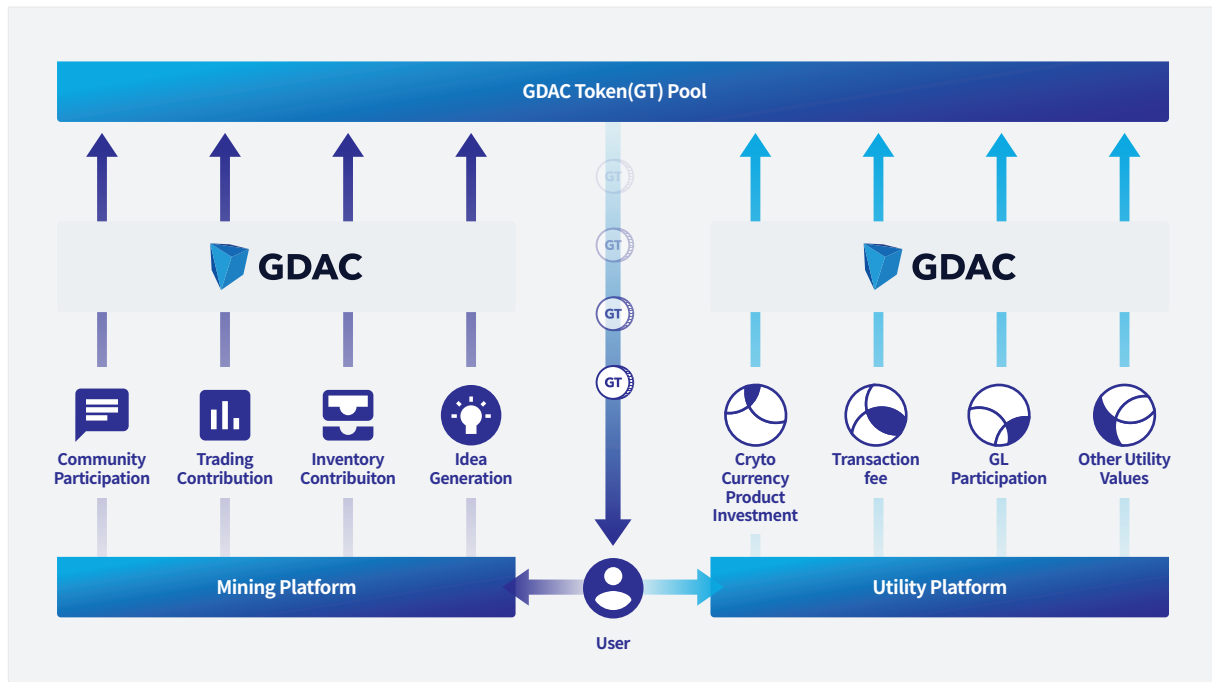 GDAC Token(GT) Pool
GT
GT
GT
GT
GDAC
GDAC
Community
Participation
Trading
Contribution
Inventory
Contribuiton
Idea
Generation
Cryto
Currency
Product
Investment
Transaction
fee
GL
Participation
Other Utility
Values
Mining Platform
User
Utility Platform